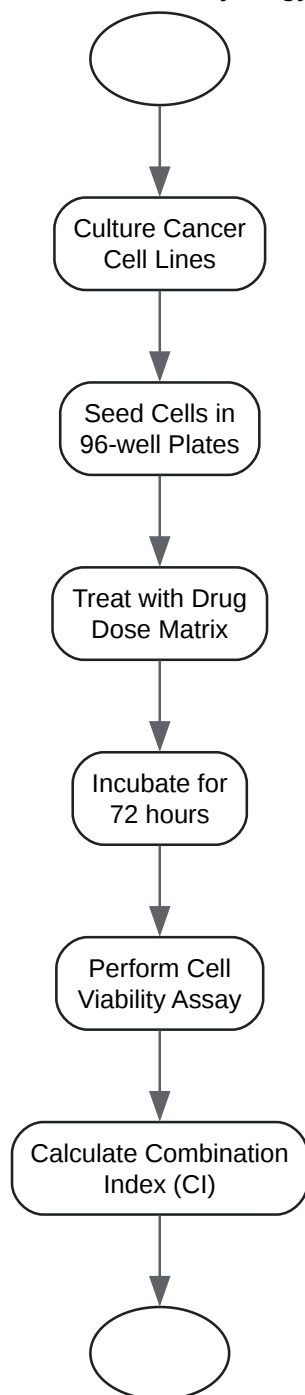 Culture Cancer
Cell Lines
Seed Cells in
96-well Plates
Treat with Drug
Dose Matrix
Incubate for
72 hours
Perform Cell
Viability Assay
Calculate Combination
Index (CI)